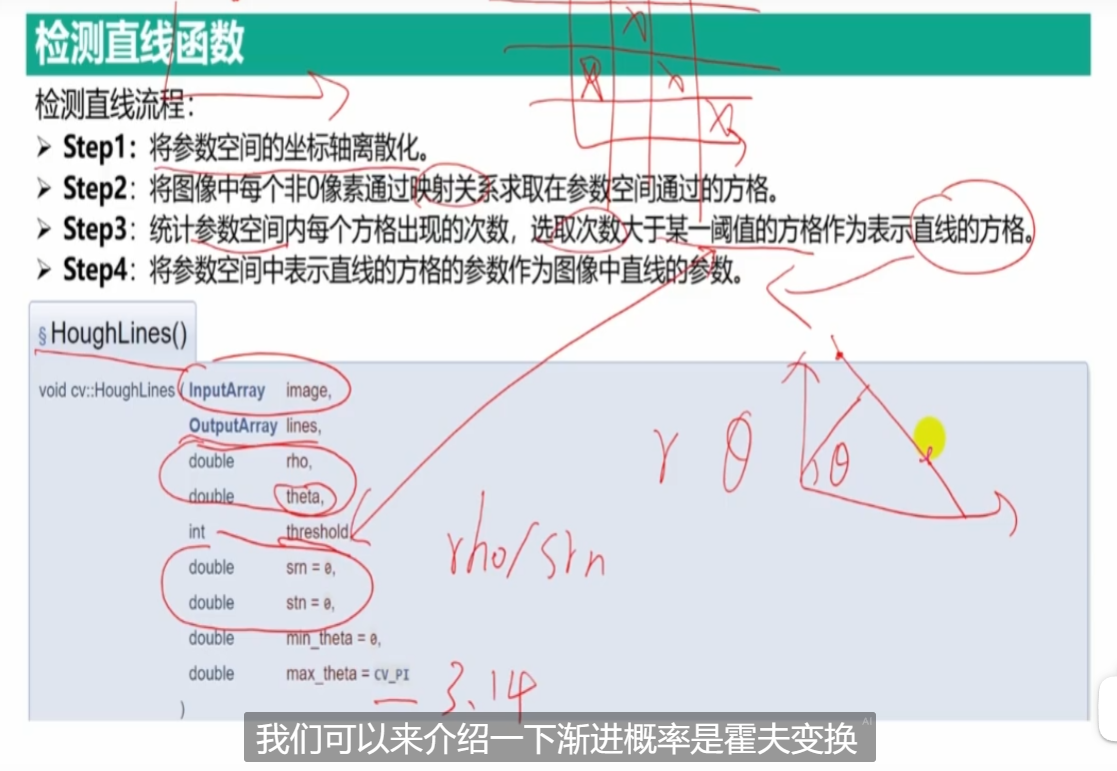 检测直线函数
检测直线流程：
➤ Step1：将参数空间的坐标轴离散化。
➤ Step2：将图像中每个非0像素通过映射关系求取在参数空间通过的方格。
➤ Step3：统计参数空间内每个方格出现的次数，选取次数大于某一阈值的方格作为表示直线的方格。
➤ Step4：将参数空间中表示直线的方格的参数作为图像中直线的参数。
§ HoughLines()
void cv::HoughLines ( InputArray image,
OutputArray lines,
double rho,
double theta,
int threshold,
double srn = 0,
double stn = 0,
double min_theta = 0,
double max_theta = CV_PI
)
r θ
θ
rho/srn
3.14
我们可以来介绍一下渐进概率是霍夫变换
AI